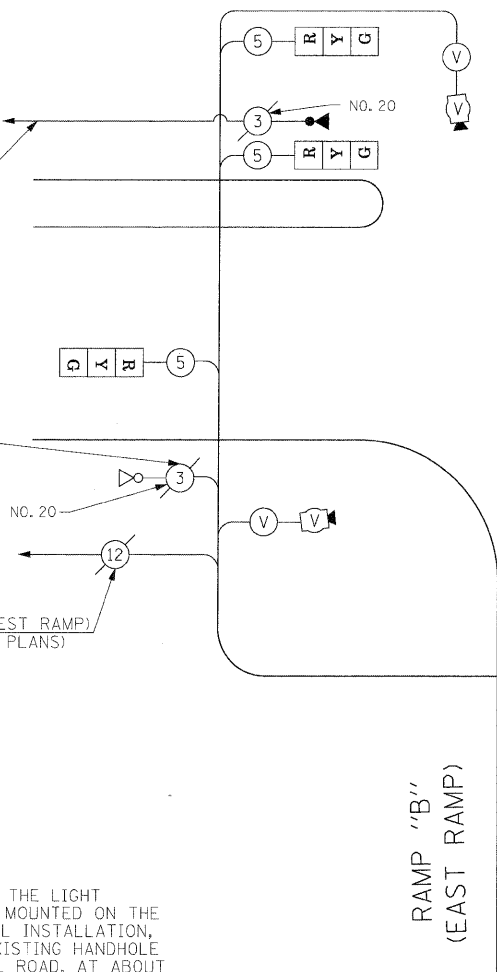 5 R Y G
V
V
3 NO. 20
5 R Y G
G Y R 5
3
NO. 20
V V
12
EST RAMP)
PLANS)
RAMP "B"
(EAST RAMP)
THE LIGHT
MOUNTED ON THE
L INSTALLATION,
XISTING HANDHOLE
L ROAD, AT ABOUT